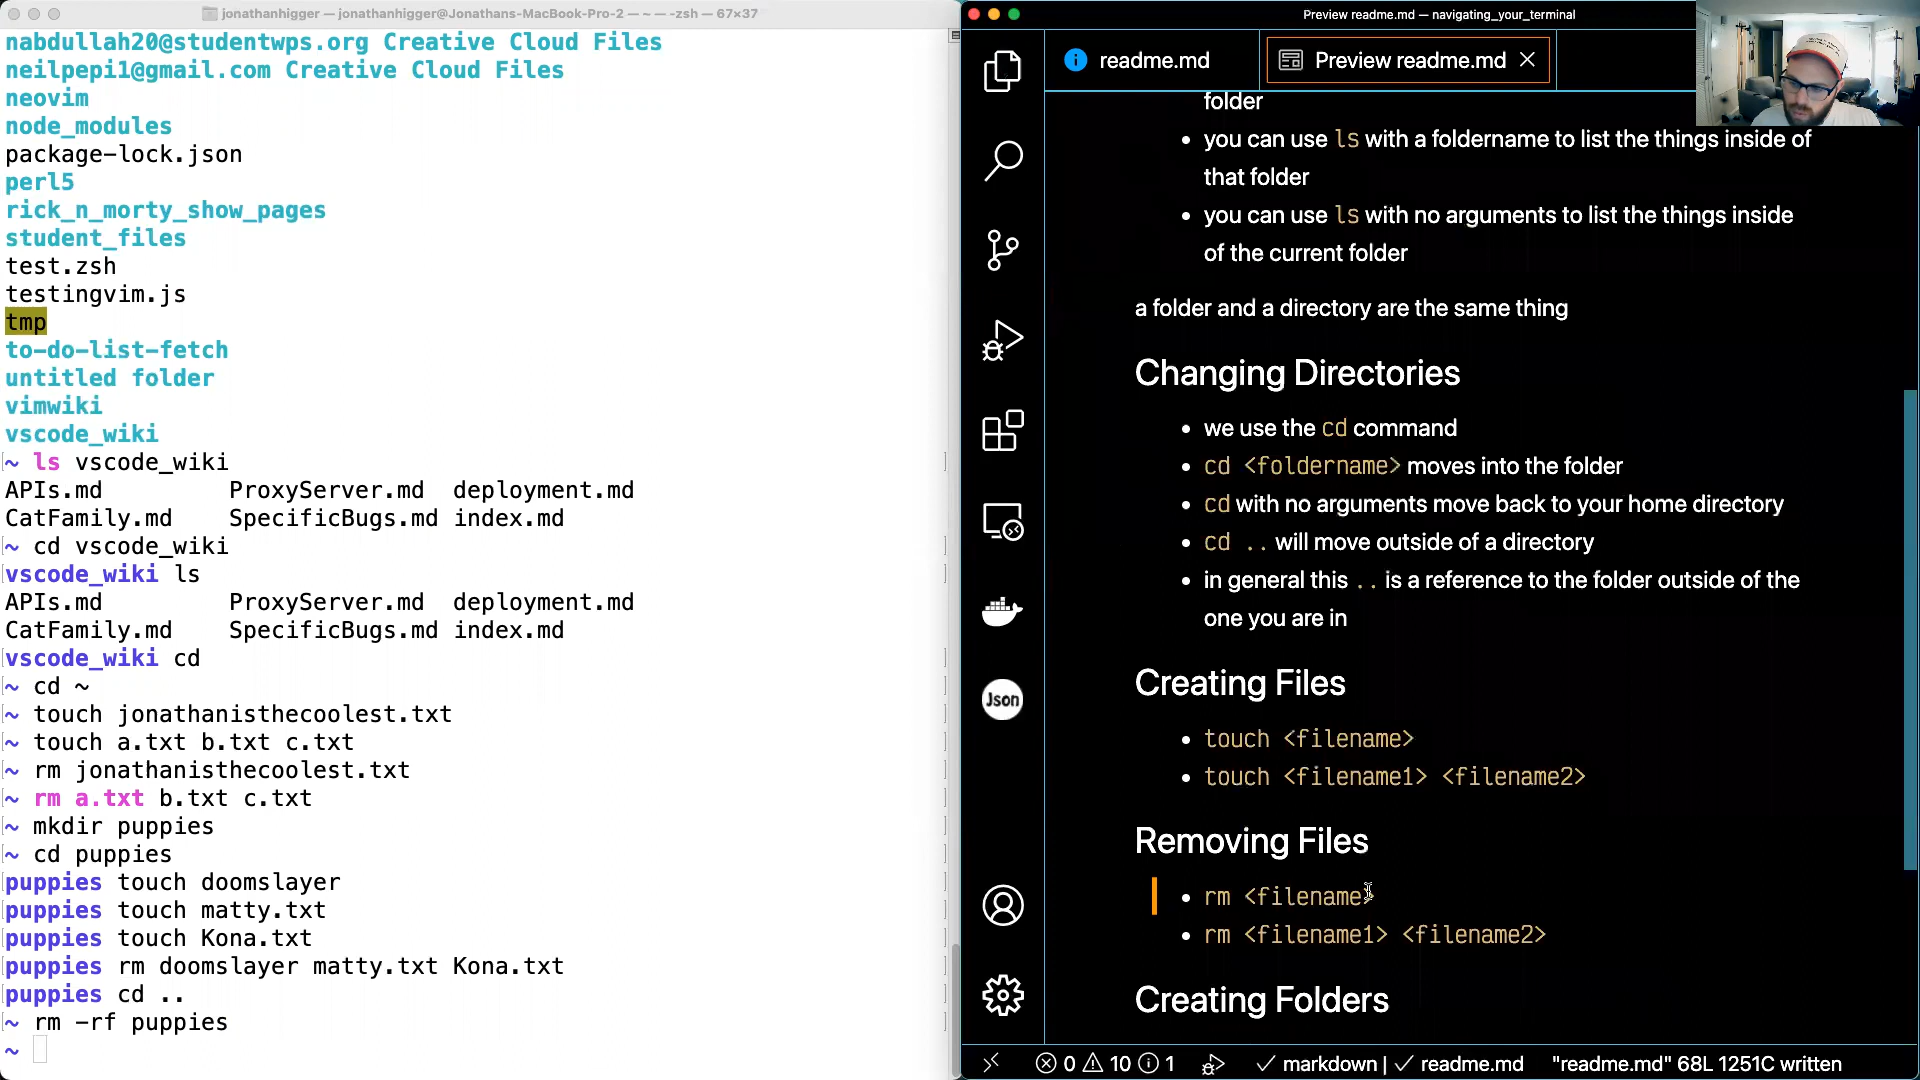 jonathanhigger — jonathanhigger@Jonathans-MacBook-Pro-2 — ~ — -zsh — 67×37
nabdullah20@studentwps.org Creative Cloud Files
neilpepi1@gmail.com Creative Cloud Files
neovim
node_modules
package-lock.json
perl5
rick_n_morty_show_pages
student_files
test.zsh
testingvim.js
tmp
to-do-list-fetch
untitled folder
vimwiki
vscode_wiki
~ ls vscode_wiki
APIs.md ProxyServer.md deployment.md
CatFamily.md SpecificBugs.md index.md
~ cd vscode_wiki
vscode_wiki ls
APIs.md ProxyServer.md deployment.md
CatFamily.md SpecificBugs.md index.md
vscode_wiki cd
~ cd ~
~ touch jonathanisthecoolest.txt
~ touch a.txt b.txt c.txt
~ rm jonathanisthecoolest.txt
~ rm a.txt b.txt c.txt
~ mkdir puppies
~ cd puppies
puppies touch doomslayer
puppies touch matty.txt
puppies touch Kona.txt
puppies rm doomslayer matty.txt Kona.txt
puppies cd ..
~ rm -rf puppies
~
Preview readme.md — navigating_your_terminal
readme.md Preview readme.md
folder
• you can use ls with a foldername to list the things inside of
that folder
• you can use ls with no arguments to list the things inside
of the current folder
a folder and a directory are the same thing
Changing Directories
• we use the cd command
• cd <foldername> moves into the folder
• cd with no arguments move back to your home directory
• cd .. will move outside of a directory
• in general this .. is a reference to the folder outside of the
one you are in
Creating Files
• touch <filename>
• touch <filename1> <filename2>
Removing Files
• rm <filename>
• rm <filename1> <filename2>
Creating Folders
Json
0 10 1 markdown | readme.md "readme.md" 68L 1251C written